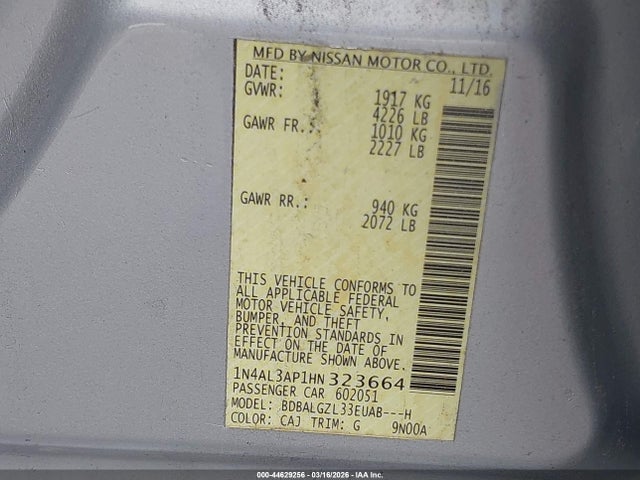 MFD BY NISSAN MOTOR CO., LTD.
DATE: 11/16
GVWR: 1917 KG
4226 LB
GAWR FR.: 1010 KG
2227 LB
GAWR RR.: 940 KG
2072 LB
THIS VEHICLE CONFORMS TO
ALL APPLICABLE FEDERAL
MOTOR VEHICLE SAFETY,
BUMPER, AND THEFT
PREVENTION STANDARDS IN
EFFECT ON THE DATE OF
MANUFACTURE SHOWN ABOVE.
1N4AL3AP1HN 323664
PASSENGER CAR 602051
MODEL: BDBALGZL33EUAB---H
COLOR: CAJ TRIM: G 9N00A
000-44629256 - 03/16/2026 - IAA Inc.